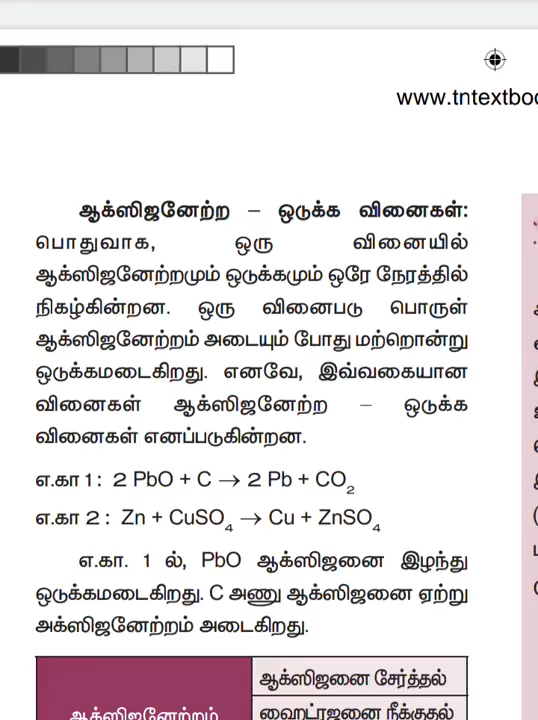 www.tntextboo
ஆக்ஸிஜனேற்ற – ஒடுக்க வினைகள்:
பொதுவாக, ஒரு வினையில்
ஆக்ஸிஜனேற்றமும் ஒடுக்கமும் ஒரே நேரத்தில்
நிகழ்கின்றன. ஒரு வினைபடு பொருள்
ஆக்ஸிஜனேற்றம் அடையும் போது மற்றொன்று
ஒடுக்கமடைகிறது. எனவே, இவ்வகையான
வினைகள் ஆக்ஸிஜனேற்ற – ஒடுக்க
வினைகள் எனப்படுகின்றன.
எ.கா 1: 2 PbO + C → 2 Pb + CO₂
எ.கா 2: Zn + CuSO₄ → Cu + ZnSO₄
எ.கா. 1 ல், PbO ஆக்ஸிஜனை இழந்து
ஒடுக்கமடைகிறது. C அணு ஆக்ஸிஜனை ஏற்று
அக்ஸிஜனேற்றம் அடைகிறது.
ஆக்ஸிஜனை சேர்த்தல்
ஆக்ஸிஜனேற்றம் ஹைட்ரஜனை நீக்குதல்